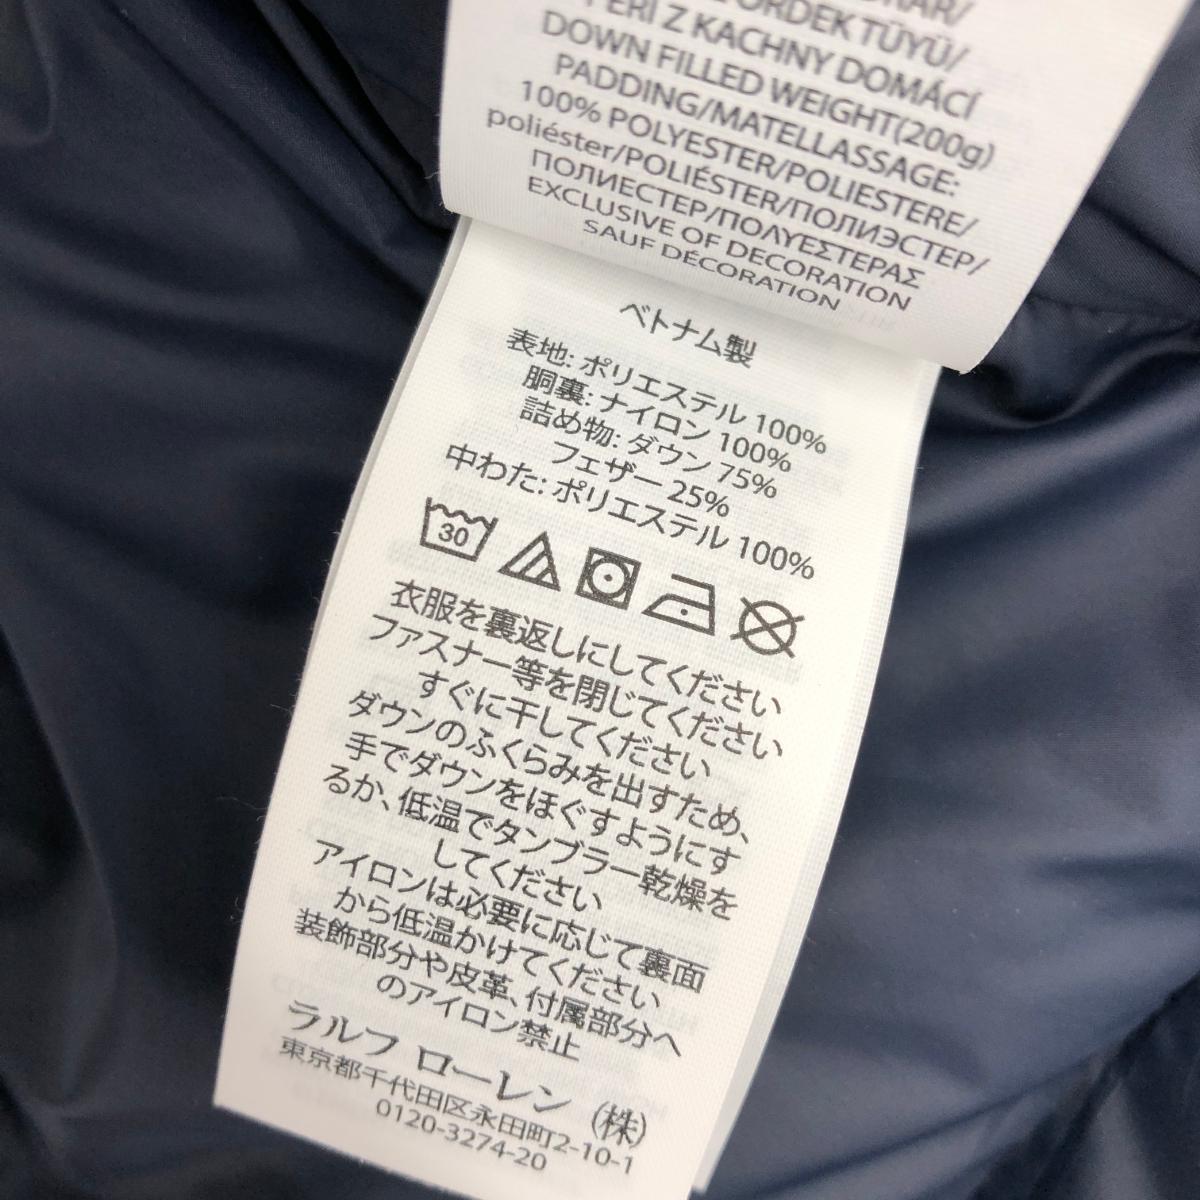 ÖRDEK TÜYÜ/
PEŘÍ Z KACHNY DOMÁCÍ
DOWN FILLED WEIGHT(200g)
PADDING/MATELLASSAGE:
100% POLYESTER/POLIESTERE/
poliéster/POLIÉSTER/ПОЛИЭСТЕР/
ПОЛИЕСТЕР/ΠΟΛΥΕΣΤΕΡΑΣ
EXCLUSIVE OF DECORATION
SAUF DÉCORATION
ベトナム製
表地: ポリエステル 100%
胴裏: ナイロン 100%
詰め物: ダウン 75%
フェザー 25%
中わた: ポリエステル 100%
30
衣服を裏返しにしてください
ファスナー等を閉じてください
すぐに干してください
ダウンのふくらみを出すため、
手でダウンをほぐすようにす
るか、低温でタンブラー乾燥を
してください
アイロンは必要に応じて裏面
から低温かけてください
装飾部分や皮革、付属部分へ
のアイロン禁止
ラルフ ローレン (株)
東京都千代田区永田町2-10-1
0120-3274-20